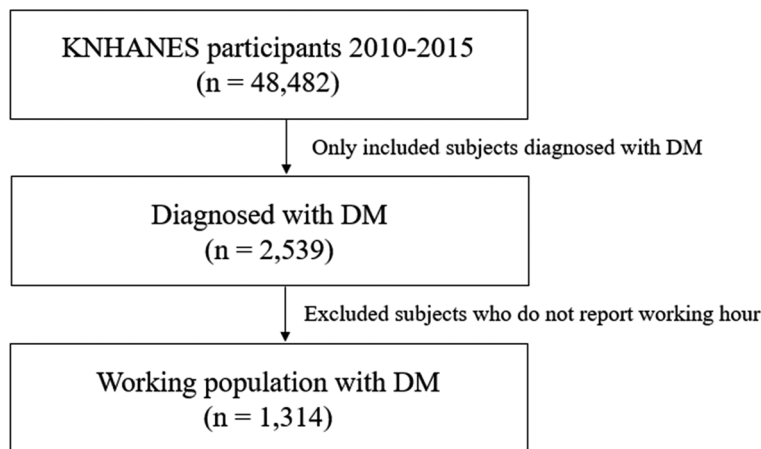 KNHANES participants 2010-2015
(n = 48,482)
Only included subjects diagnosed with DM
Diagnosed with DM
(n = 2,539)
Excluded subjects who do not report working hour
Working population with DM
(n = 1,314)